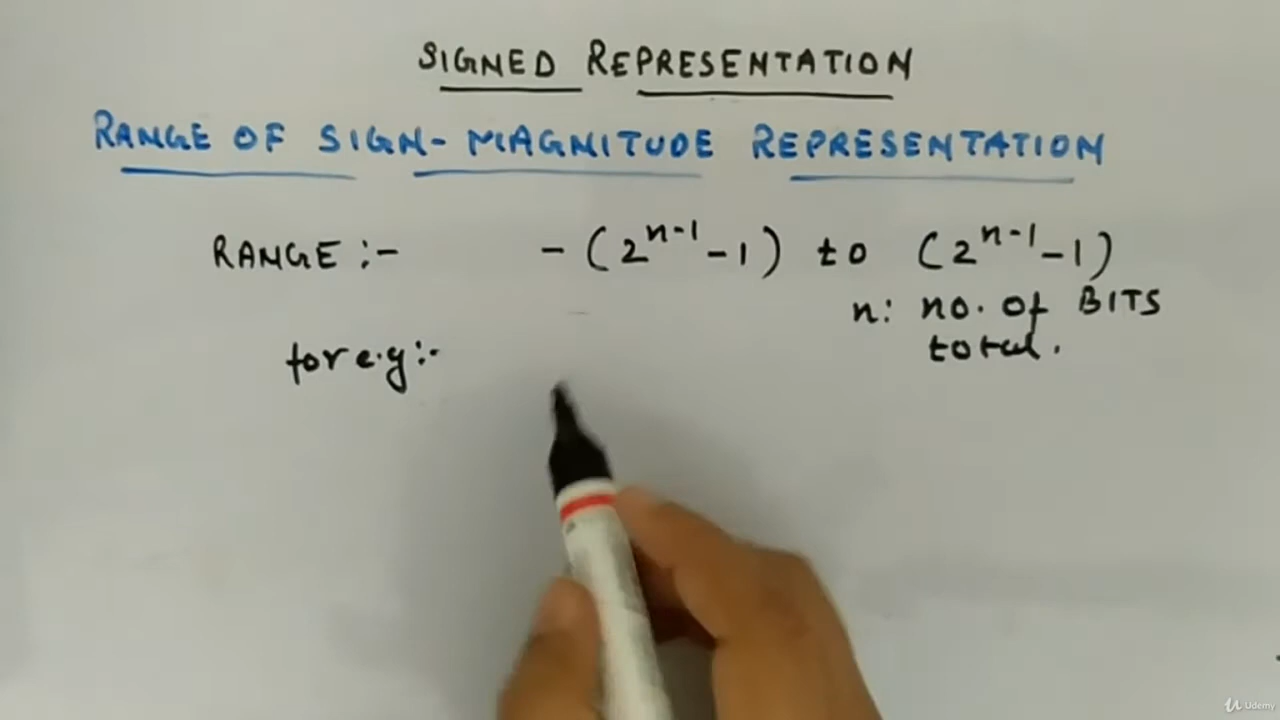 SIGNED REPRESENTATION
RANGE OF SIGN-MAGNITUDE REPRESENTATION
RANGE :- -(2^{n-1}-1) to (2^{n-1}-1)
n: no. of BITS
total.
for e.g:-
Udemy